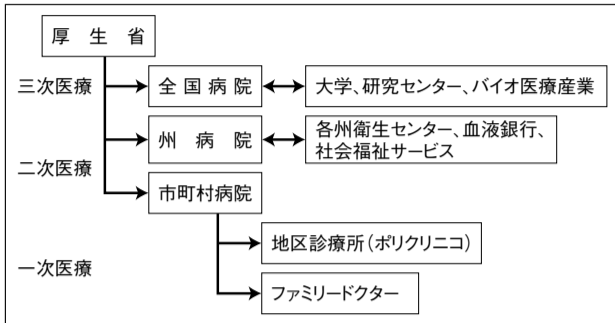 厚生省
三次医療
全国病院
大学、研究センター、バイオ医療産業
州病院
各州衛生センター、血液銀行、
社会福祉サービス
二次医療
市町村病院
地区診療所(ポリクリニコ)
一次医療
ファミリードクター